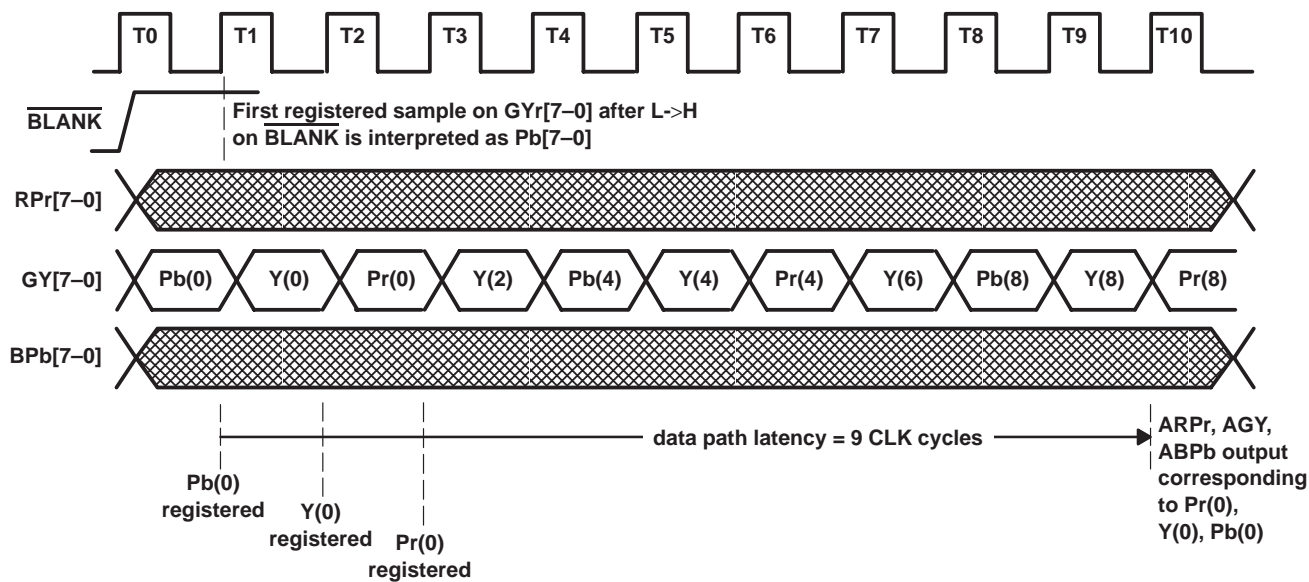 T0 T1 T2 T3 T4 T5 T6 T7 T8 T9 T10
BLANK
First registered sample on GYr[7–0] after L->H
on BLANK is interpreted as Pb[7–0]
RPr[7–0]
GY[7–0] Pb(0) Y(0) Pr(0) Y(2) Pb(4) Y(4) Pr(4) Y(6) Pb(8) Y(8) Pr(8)
BPb[7–0]
data path latency = 9 CLK cycles
ARPr, AGY,
ABPb output
corresponding
to Pr(0),
Y(0), Pb(0)
Pb(0)
registered
Y(0)
registered
Pr(0)
registered